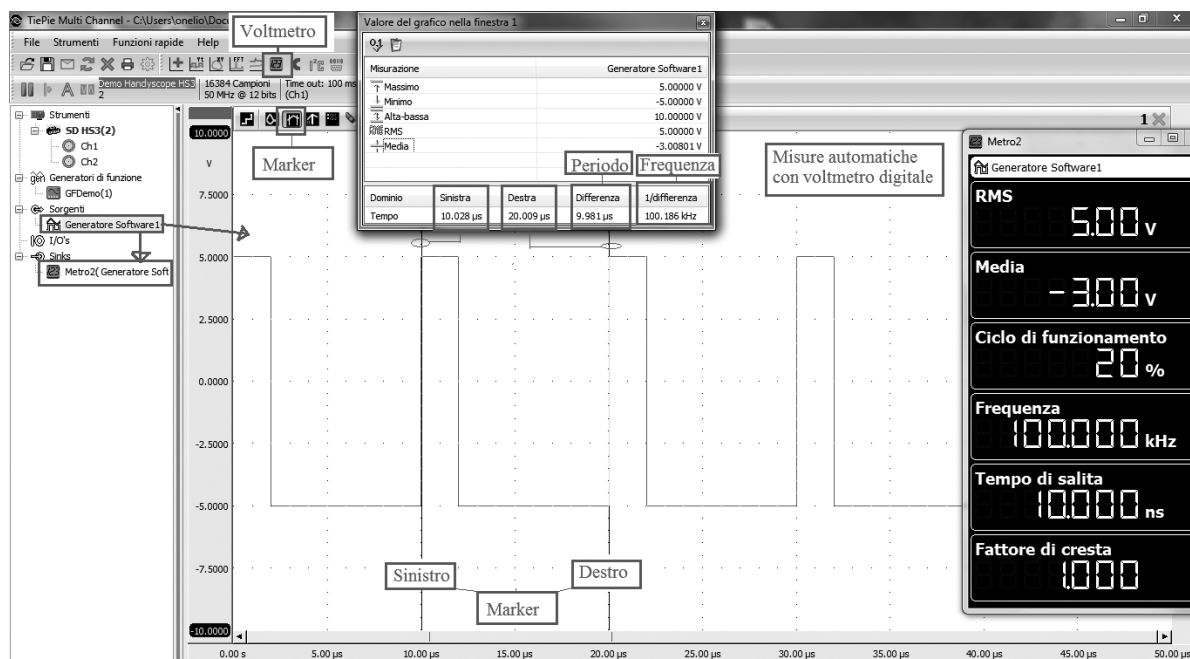 TiePie Multi Channel - C:\Users\onelio\Docu
File Strumenti Funzioni rapide Help
Voltmetro
Demo Handyscope HS3
2
16384 Campioni
50 MHz @ 12 bits
Time out: 100 ms
(Ch1)
Strumenti
SD HS3(2)
Ch1
Ch2
Generatori di funzione
GFDemo(1)
Sorgenti
Generatore Software1
I/O's
Sinks
Metro2( Generatore Soft
Marker
1
Valore del grafico nella finestra 1
Misurazione Generatore Software1
Massimo 5.00000 V
Minimo -5.00000 V
Alta-bassa 10.00000 V
RMS 5.00000 V
Media -3.00801 V
Periodo Frequenza
Dominio Sinistra Destra Differenza 1/differenza
Tempo 10.028 µs 20.009 µs 9.981 µs 100.186 kHz
Misure automatiche
con voltmetro digitale
Metro2
Generatore Software1
RMS
5.00 V
Media
-3.00 V
Ciclo di funzionamento
20 %
Frequenza
100.000 kHz
Tempo di salita
10.000 ns
Fattore di cresta
1.000
10.0000
V
7.5000
5.0000
2.5000
0.0000
-2.5000
-5.0000
-7.5000
-10.0000
Sinistro
Destro
Marker
0.00 s 5.00 µs 10.00 µs 15.00 µs 20.00 µs 25.00 µs 30.00 µs 35.00 µs 40.00 µs 45.00 µs 50.00 µs